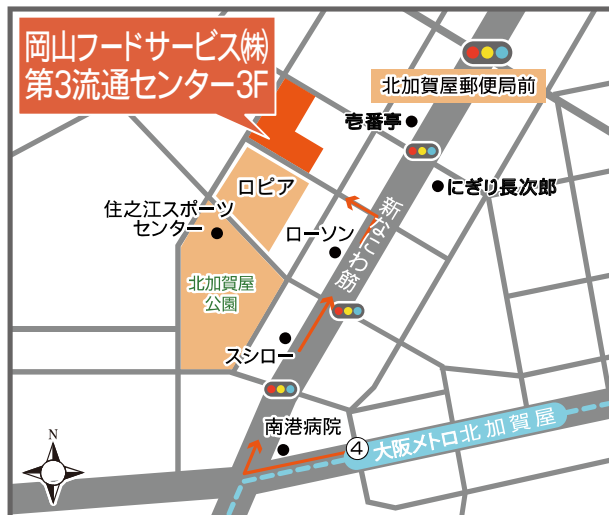 岡山フードサービス㈱
第3流通センター3F
北加賀屋郵便局前
壱番亭
にぎり長次郎
ロピア
住之江スポーツ
センター
ローソン
新なにわ筋
北加賀屋
公園
スシロー
南港病院
④
大阪メトロ北加賀屋
N